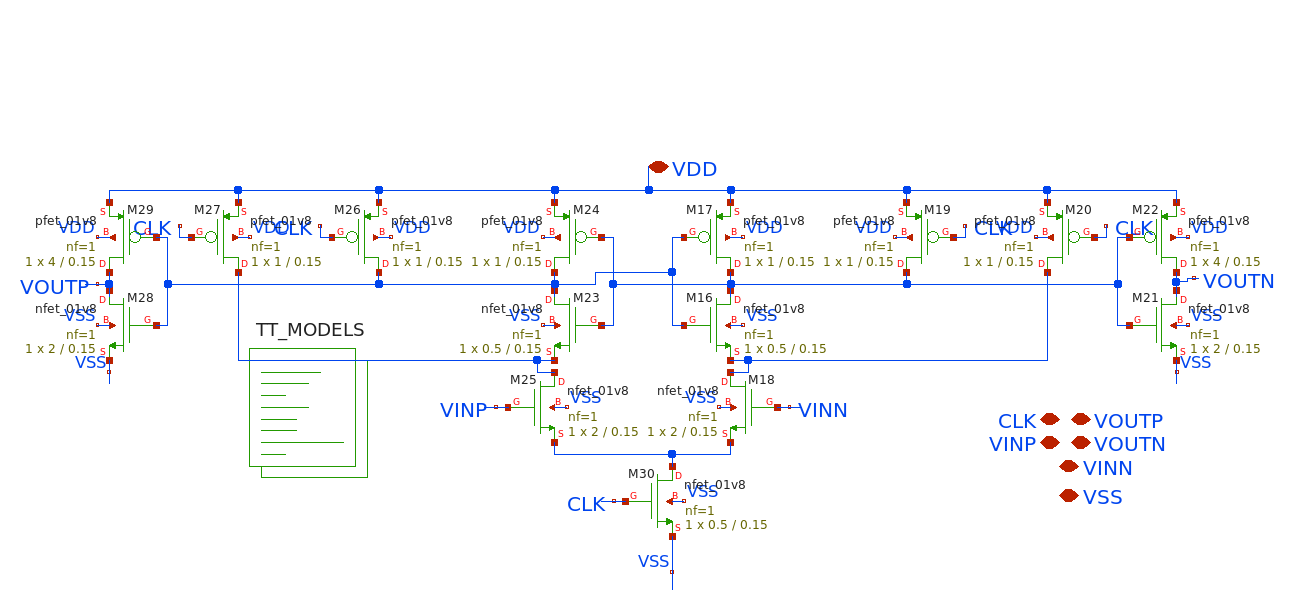 VDD
M29
M27
M26
M24
M17
M19
M20
M22
pfet_01v8
pfet_01v8
pfet_01v8
pfet_01v8
pfet_01v8
pfet_01v8
pfet_01v8
pfet_01v8
VDD
CLK
VDD
CLK
VDD
VDD
VDD
VDD
CLK
VDD
CLK
VDD
nf=1
nf=1
nf=1
nf=1
nf=1
nf=1
nf=1
nf=1
1 x 4 / 0.15
1 x 1 / 0.15
1 x 1 / 0.15
1 x 1 / 0.15
1 x 1 / 0.15
1 x 1 / 0.15
1 x 1 / 0.15
1 x 4 / 0.15
VOUTP
VOUTN
M28
M23
M16
M21
nfet_01v8
nfet_01v8
nfet_01v8
nfet_01v8
VSS
VSS
VSS
VSS
nf=1
nf=1
nf=1
nf=1
1 x 2 / 0.15
1 x 0.5 / 0.15
1 x 0.5 / 0.15
1 x 2 / 0.15
VSS
VSS
TT_MODELS
M25
M18
nfet_01v8
nfet_01v8
VINP
VSS
VSS
VINN
nf=1
nf=1
1 x 2 / 0.15
1 x 2 / 0.15
M30
nfet_01v8
CLK
VSS
nf=1
1 x 0.5 / 0.15
VSS
CLK
VOUTP
VINP
VOUTN
VINN
VSS
S
G
B
D